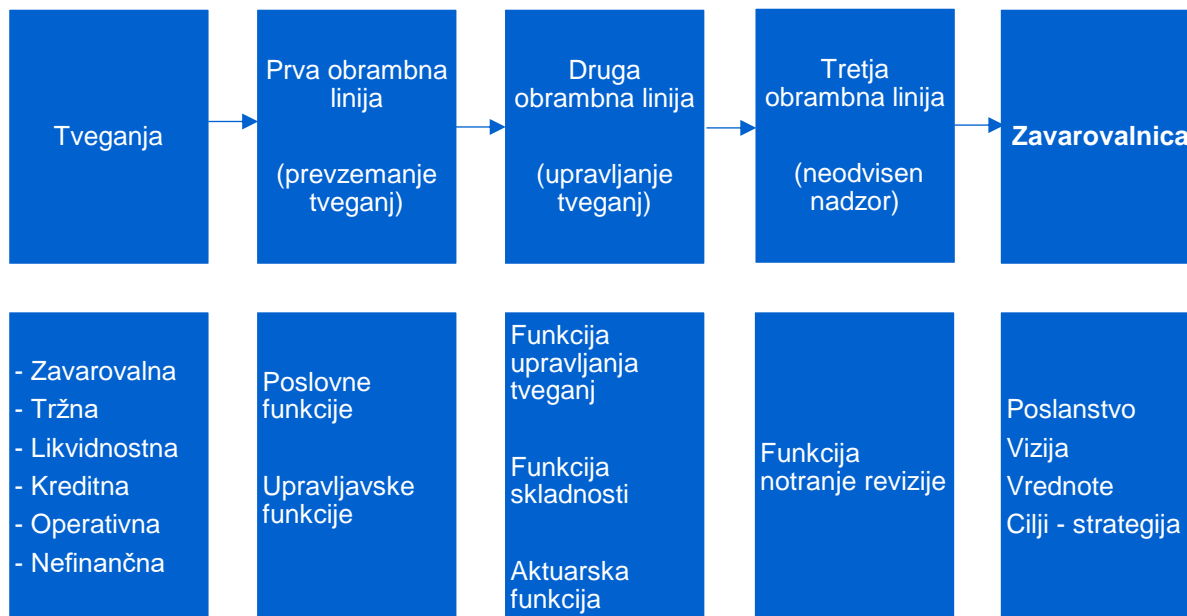 Tveganja
Prva obrambna
linija
(prevzemanje
tveganj)
Druga
obrambna linija
(upravljanje
tveganj)
Tretja
obrambna linija
(neodvisen
nadzor)
Zavarovalnica
- Zavarovalna
- Tržna
- Likvidnostna
- Kreditna
- Operativna
- Nefinančna
Poslovne
funkcije
Upravljavske
funkcije
Funkcija
upravljanja
tveganj
Funkcija
skladnosti
Aktuarska
funkcija
Funkcija
notranje revizije
Poslanstvo
Vizija
Vrednote
Cilji - strategija